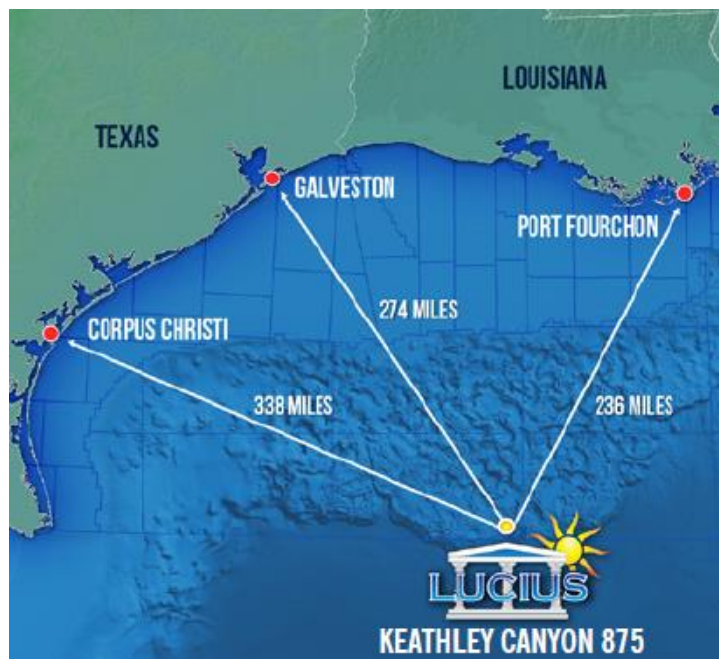 LOUISIANA
TEXAS
GALVESTON
PORT FOURCHON
274 MILES
CORPUS CHRISTI
338 MILES
236 MILES
LUCIUS
KEATHLEY CANYON 875